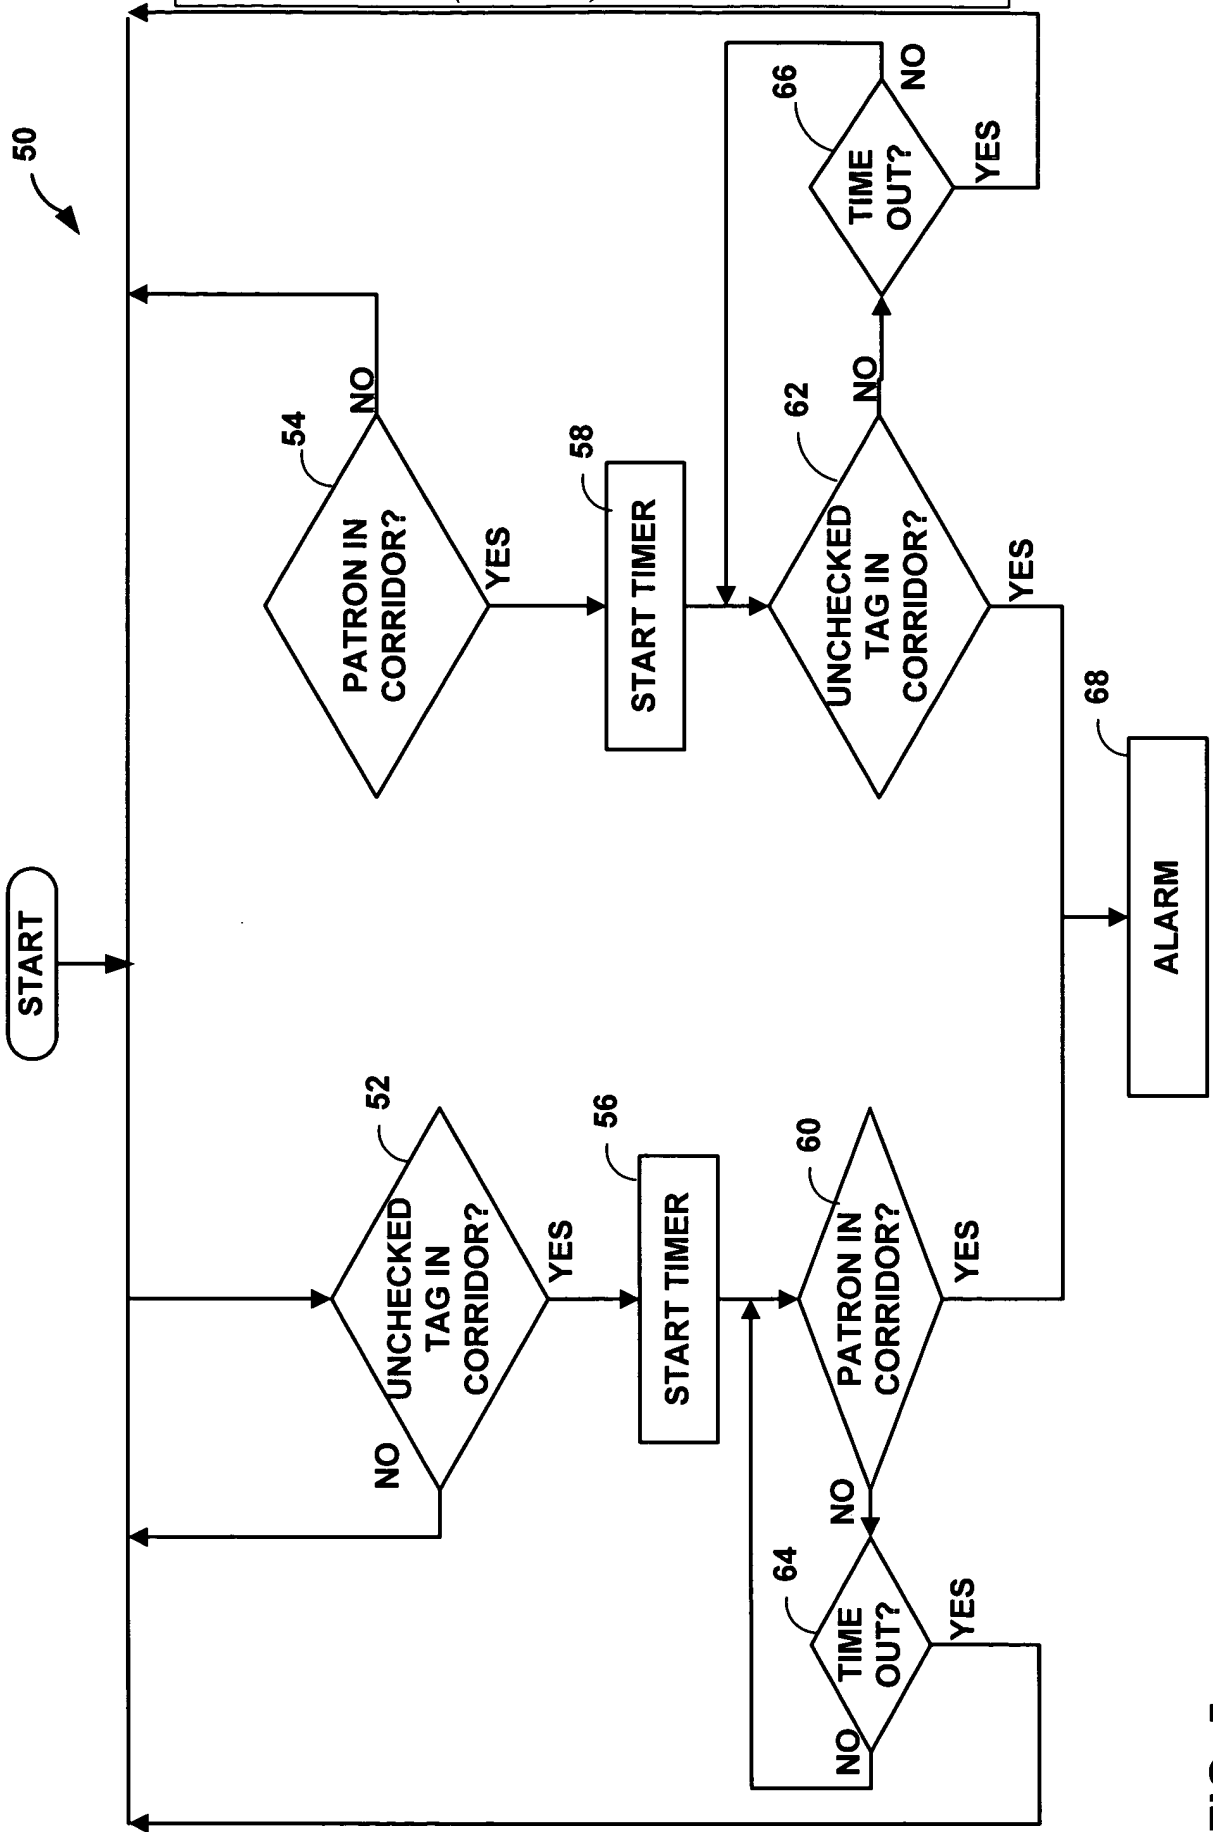 START
50
52
UNCHECKED
TAG IN
CORRIDOR?
NO
YES
54
PATRON IN
CORRIDOR?
NO
YES
56
START TIMER
58
START TIMER
60
PATRON IN
CORRIDOR?
NO
YES
62
UNCHECKED
TAG IN
CORRIDOR?
NO
YES
64
TIME
OUT?
NO
YES
66
TIME
OUT?
NO
YES
68
ALARM